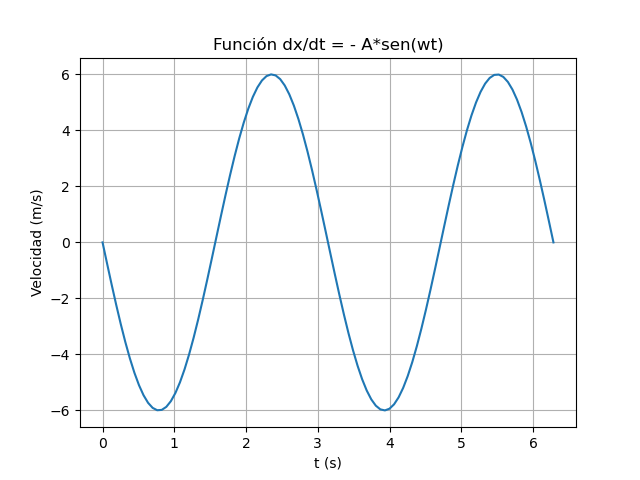 Función dx/dt = - A*sen(wt)
6
4
2
0
−2
−4
−6
Velocidad (m/s)
0 1 2 3 4 5 6
t (s)